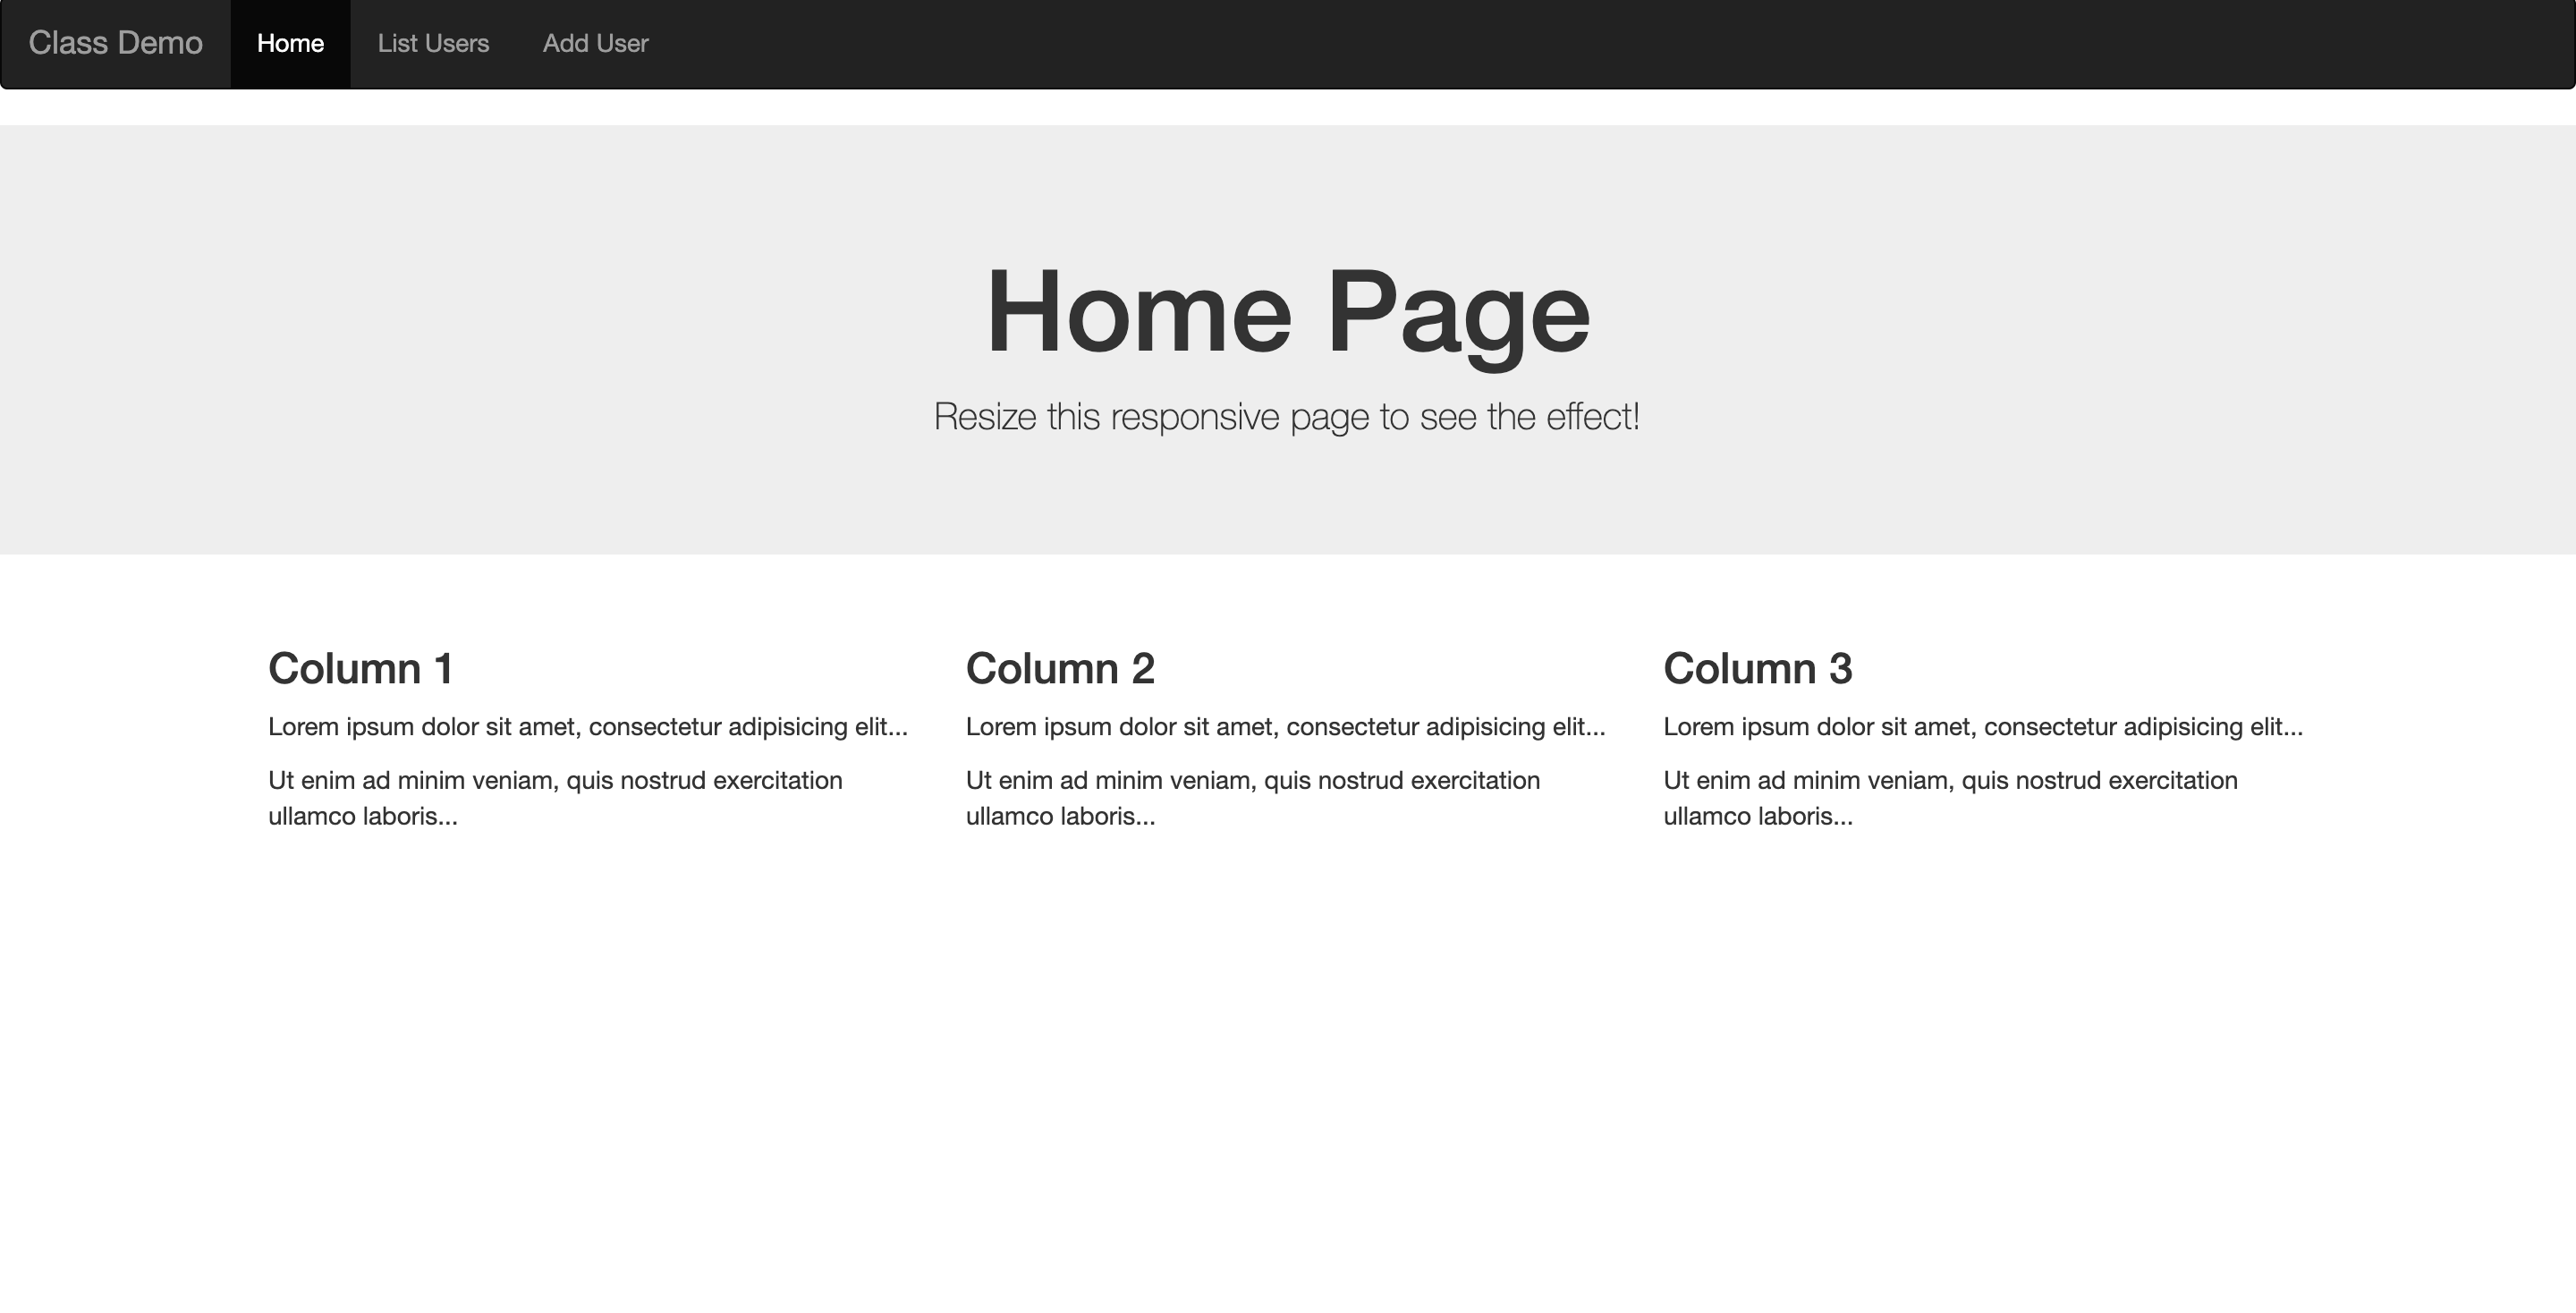 Class Demo Home List Users Add User
Home Page
Resize this responsive page to see the effect!
Column 1
Lorem ipsum dolor sit amet, consectetur adipisicing elit...
Ut enim ad minim veniam, quis nostrud exercitation
ullamco laboris...
Column 2
Lorem ipsum dolor sit amet, consectetur adipisicing elit...
Ut enim ad minim veniam, quis nostrud exercitation
ullamco laboris...
Column 3
Lorem ipsum dolor sit amet, consectetur adipisicing elit...
Ut enim ad minim veniam, quis nostrud exercitation
ullamco laboris...